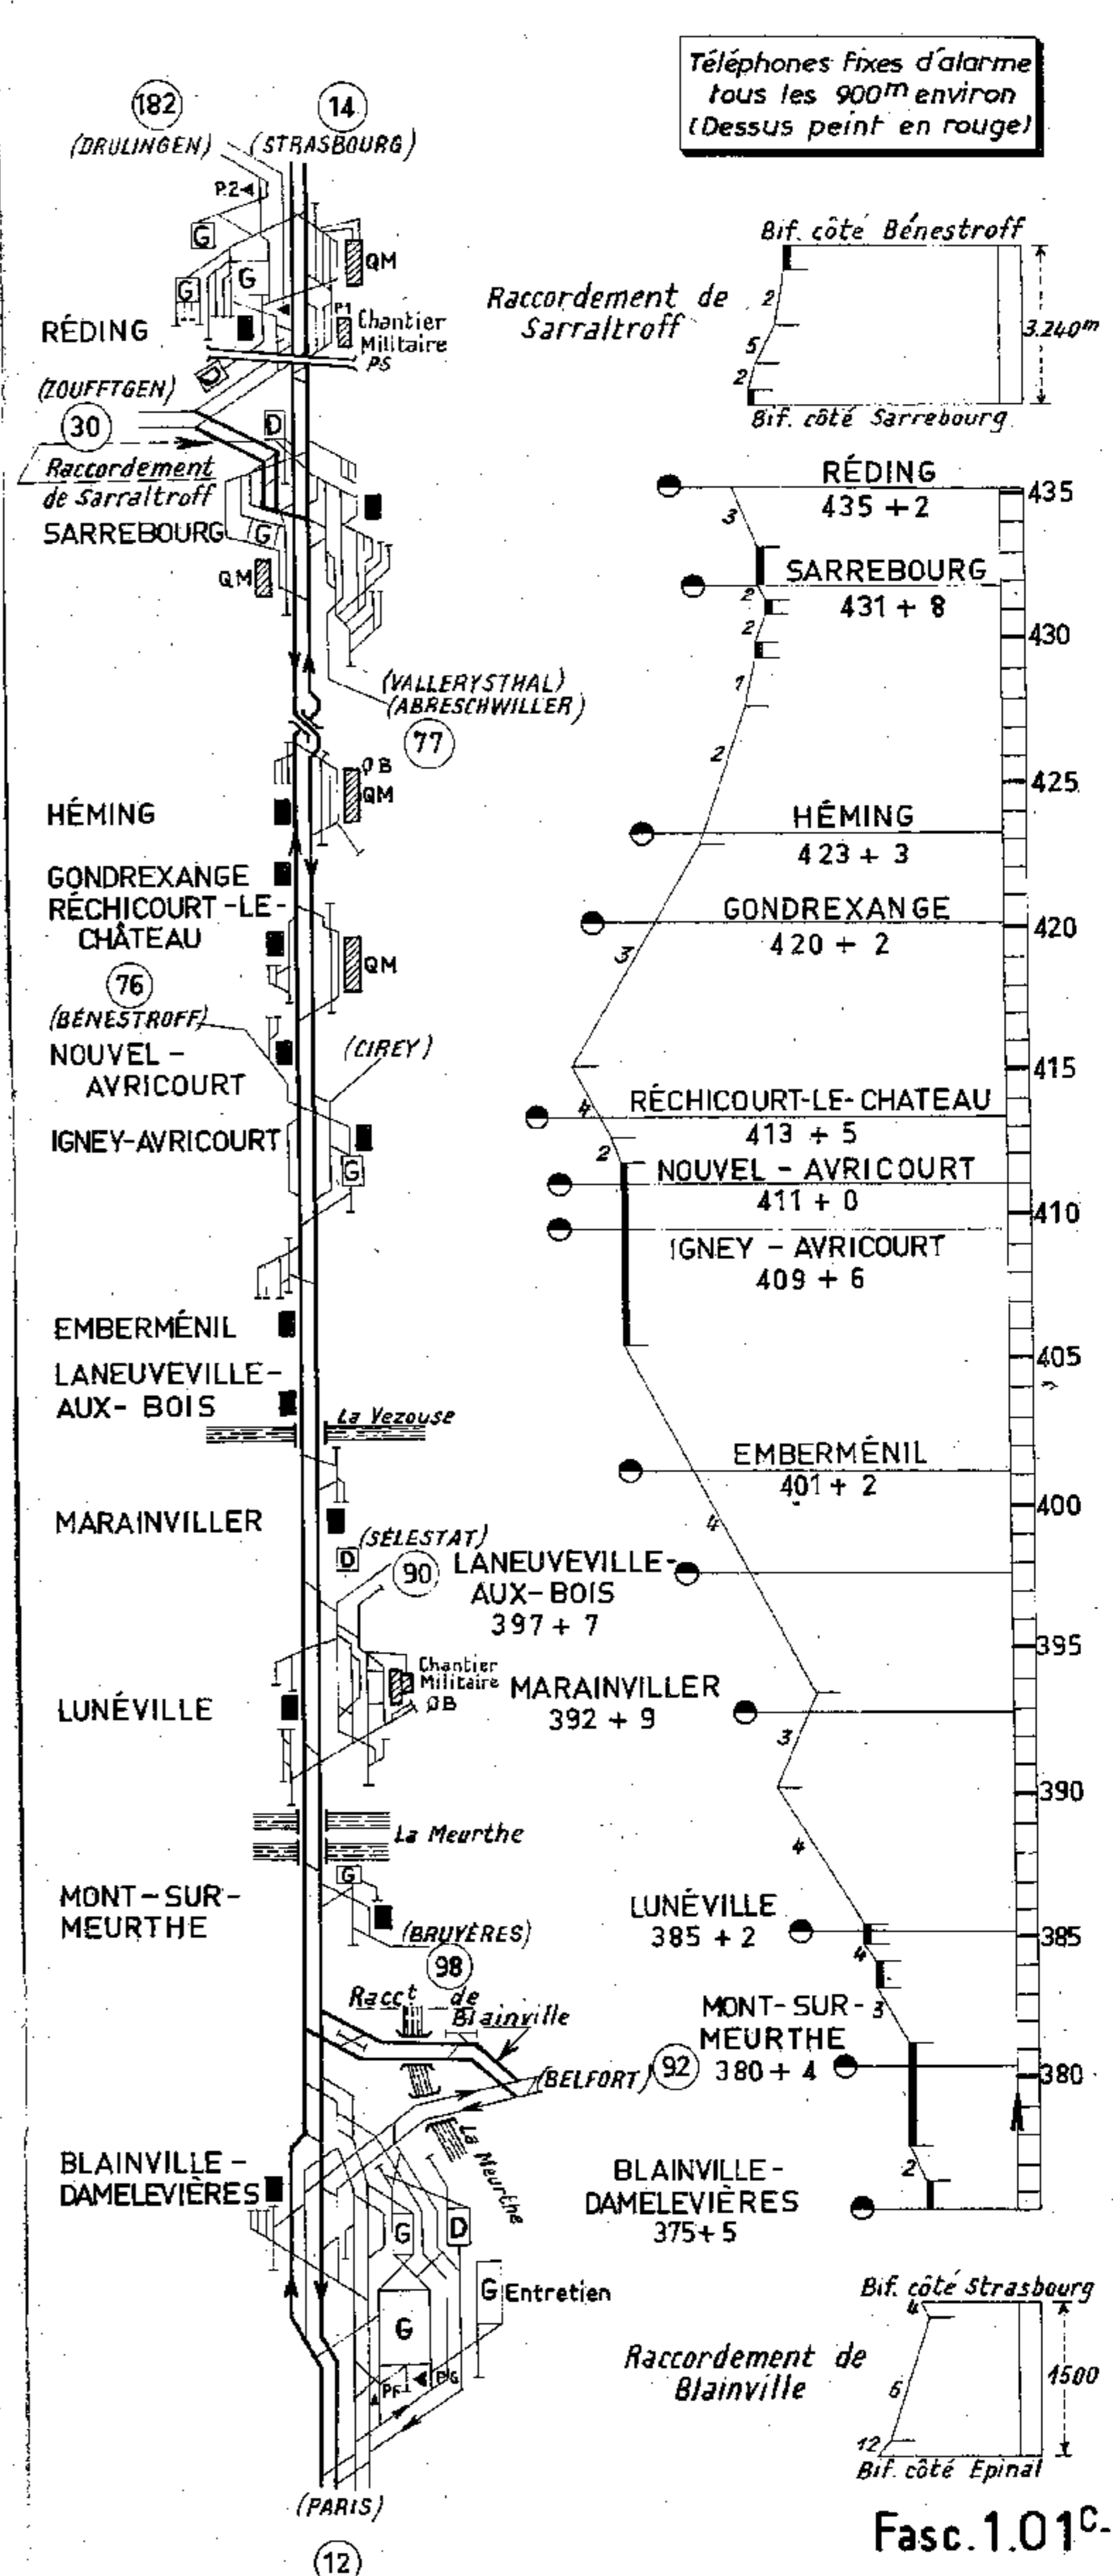 Téléphones fixes d'alarme
tous les 900m environ
(Dessus peint en rouge)
182
14
(DRULINGEN)
(STRASBOURG)
P.2
G
QM
G
G
P1
Chantier
Militaire
RÉDING
PS
D
(ZOUFFTGEN)
30
D
Raccordement
de Sarraltroff
SARREBOURG
G
QM
(VALLERYSTHAL)
(ABRESCHWILLER)
77
ØB
QM
HÉMING
GONDREXANGE
RÉCHICOURT-LE-
CHÂTEAU
QM
76
(BÉNESTROFF)
NOUVEL-
AVRICOURT
(CIREY)
IGNEY-AVRICOURT
G
EMBERMÉNIL
LANEUVEVILLE-
AUX-BOIS
La Vezouse
MARAINVILLER
(SÉLESTAT)
D
90
Chantier
Militaire
ØB
LUNÉVILLE
La Meurthe
G
MONT-SUR-
MEURTHE
(BRUYÈRES)
98
Racct de
Blainville
(BELFORT)
92
La Meurthe
BLAINVILLE-
DAMELEVIÈRES
G
D
G Entretien
G
PF
PG
(PARIS)
12
Bif. côté Bénestroff
Raccordement de
Sarraltroff
2
5
2
3.240m
Bif. côté Sarrebourg
RÉDING
435 + 2
435
3
SARREBOURG
431 + 8
2
2
430
1
2
425
HÉMING
423 + 3
GONDREXANGE
420 + 2
420
3
415
4
RÉCHICOURT-LE-CHATEAU
413 + 5
2
NOUVEL-AVRICOURT
411 + 0
410
IGNEY-AVRICOURT
409 + 6
405
EMBERMÉNIL
401 + 2
400
4
LANEUVEVILLE-
AUX-BOIS
397 + 7
395
MARAINVILLER
392 + 9
3
390
4
LUNÉVILLE
385 + 2
385
4
3
MONT-SUR-
MEURTHE
380 + 4
380
2
BLAINVILLE-
DAMELEVIÈRES
375+5
Bif. côté Strasbourg
4
Raccordement de
Blainville
6
1500
12
Bif. côté Epinal
Fasc.1.01C-